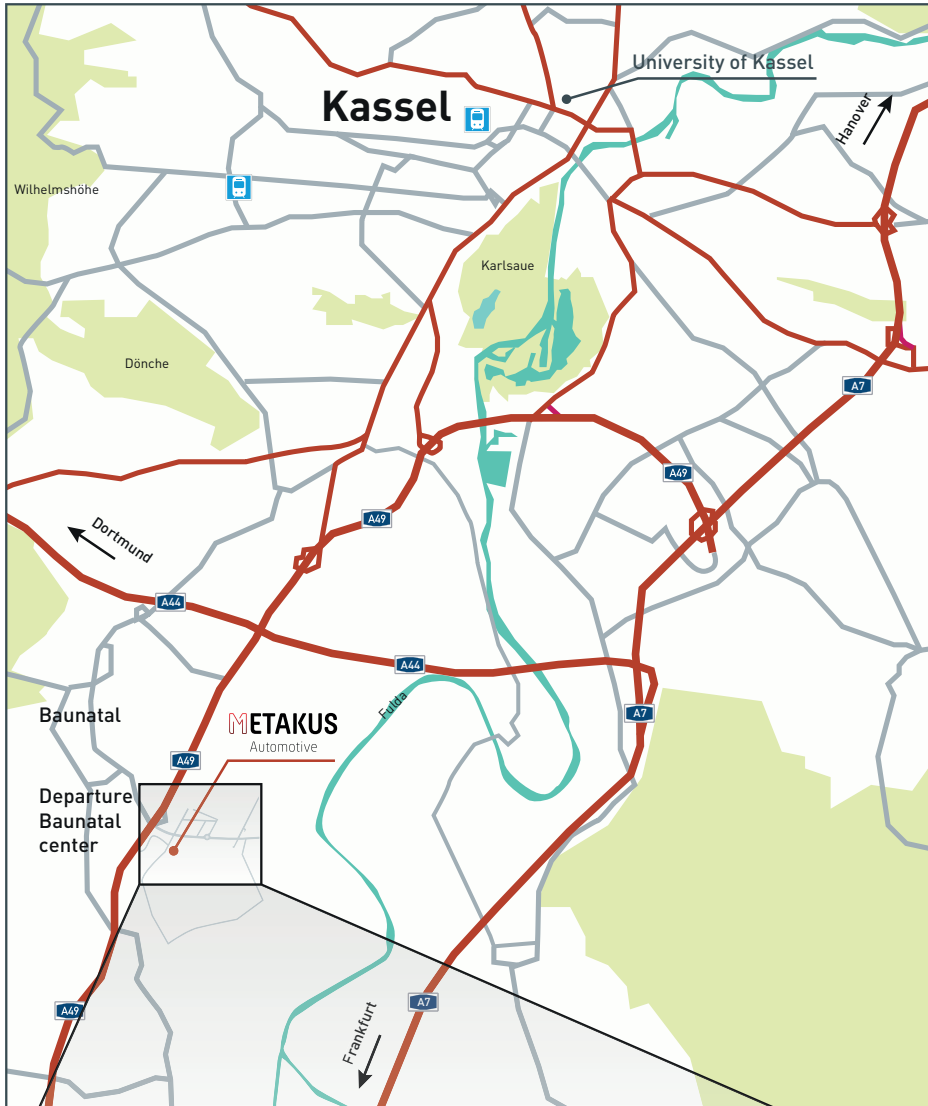 University of Kassel
Kassel
Hanover
Wilhelmshöhe
Karlsaue
Dönche
A7
A49
A49
Dortmund
A44
A44
Fulda
A7
Baunatal
METAKUS
Automotive
A49
Departure
Baunatal
center
A7
A49
Frankfurt